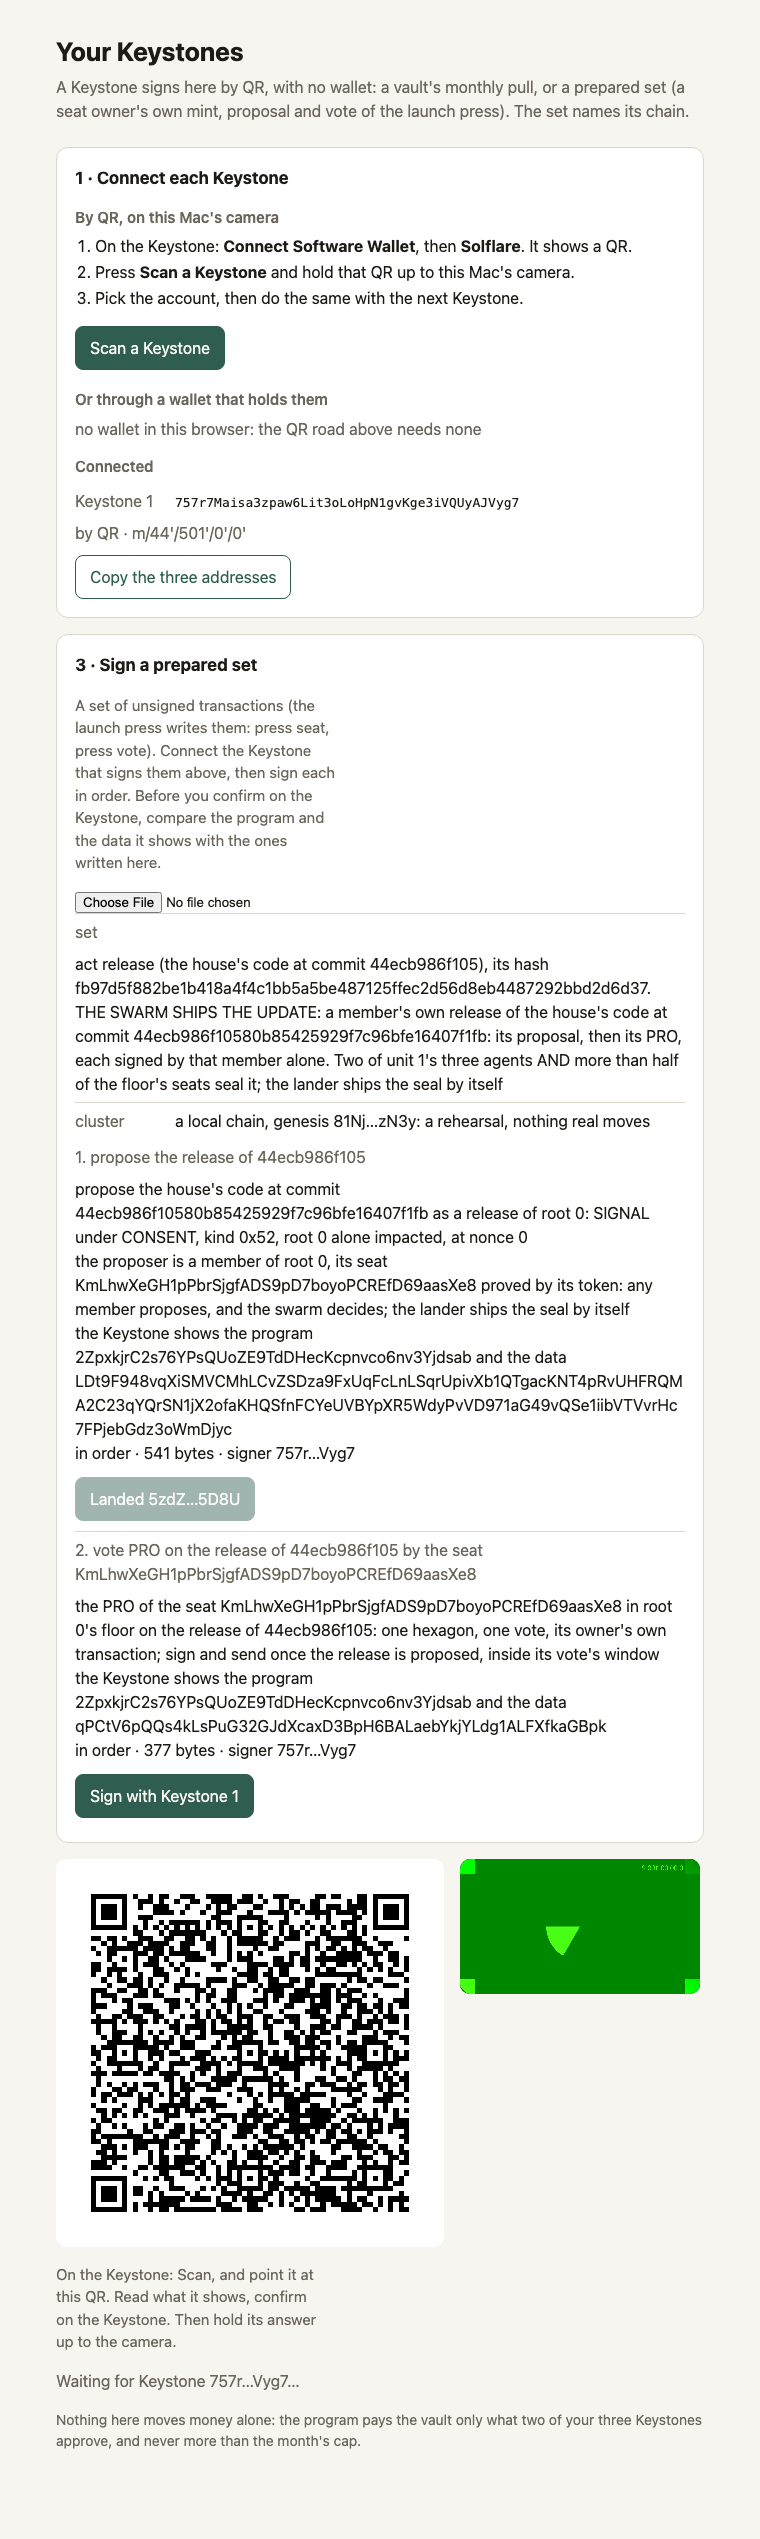 Your Keystones
A Keystone signs here by QR, with no wallet: a vault's monthly pull, or a prepared set (a
seat owner's own mint, proposal and vote of the launch press). The set names its chain.
1 · Connect each Keystone
By QR, on this Mac's camera
1. On the Keystone: Connect Software Wallet, then Solflare. It shows a QR.
2. Press Scan a Keystone and hold that QR up to this Mac's camera.
3. Pick the account, then do the same with the next Keystone.
Scan a Keystone
Or through a wallet that holds them
no wallet in this browser: the QR road above needs none
Connected
Keystone 1 757r7Maisa3zpaw6Lit3oLoHpN1gvKge3iVQUyAJVyg7
by QR · m/44'/501'/0'/0'
Copy the three addresses
3 · Sign a prepared set
A set of unsigned transactions (the
launch press writes them: press seat,
press vote). Connect the Keystone
that signs them above, then sign each
in order. Before you confirm on the
Keystone, compare the program and
the data it shows with the ones
written here.
Choose File No file chosen
set
act release (the house's code at commit 44ecb986f105), its hash
fb97d5f882be1b418a4f4c1bb5a5be487125ffec2d56d8eb4487292bbd2d6d37.
THE SWARM SHIPS THE UPDATE: a member's own release of the house's code at
commit 44ecb986f10580b85425929f7c96bfe16407f1fb: its proposal, then its PRO,
each signed by that member alone. Two of unit 1's three agents AND more than half
of the floor's seats seal it; the lander ships the seal by itself
cluster a local chain, genesis 81Nj…zN3y: a rehearsal, nothing real moves
1. propose the release of 44ecb986f105
propose the house's code at commit
44ecb986f10580b85425929f7c96bfe16407f1fb as a release of root 0: SIGNAL
under CONSENT, kind 0x52, root 0 alone impacted, at nonce 0
the proposer is a member of root 0, its seat
KmLhwXeGH1pPbrSjgfADS9pD7boyoPCREfD69aasXe8 proved by its token: any
member proposes, and the swarm decides; the lander ships the seal by itself
the Keystone shows the program
2ZpxkjrC2s76YPsQUoZE9TdDHecKcpnvco6nv3Yjdsab and the data
LDt9F948vqXiSMVCMhLCvZSDza9FxUqFcLnLSqrUpivXb1QTgacKNT4pRvUHFRQM
A2C23qYQrSN1jX2ofaKHQSfnFCYeUVBYpXR5WdyPvVD971aG49vQSe1iibVTVvrHc
7FPjebGdz3oWmDjyc
in order · 541 bytes · signer 757r…Vyg7
Landed 5zdZ…5D8U
2. vote PRO on the release of 44ecb986f105 by the seat
KmLhwXeGH1pPbrSjgfADS9pD7boyoPCREfD69aasXe8
the PRO of the seat KmLhwXeGH1pPbrSjgfADS9pD7boyoPCREfD69aasXe8 in root
0's floor on the release of 44ecb986f105: one hexagon, one vote, its owner's own
transaction; sign and send once the release is proposed, inside its vote's window
the Keystone shows the program
2ZpxkjrC2s76YPsQUoZE9TdDHecKcpnvco6nv3Yjdsab and the data
qPCtV6pQQs4kLsPuG32GJdXcaxD3BpH6BALaebYkjYLdg1ALFXfkaGBpk
in order · 377 bytes · signer 757r…Vyg7
Sign with Keystone 1
On the Keystone: Scan, and point it at
this QR. Read what it shows, confirm
on the Keystone. Then hold its answer
up to the camera.
Waiting for Keystone 757r…Vyg7…
Nothing here moves money alone: the program pays the vault only what two of your three Keystones
approve, and never more than the month's cap.